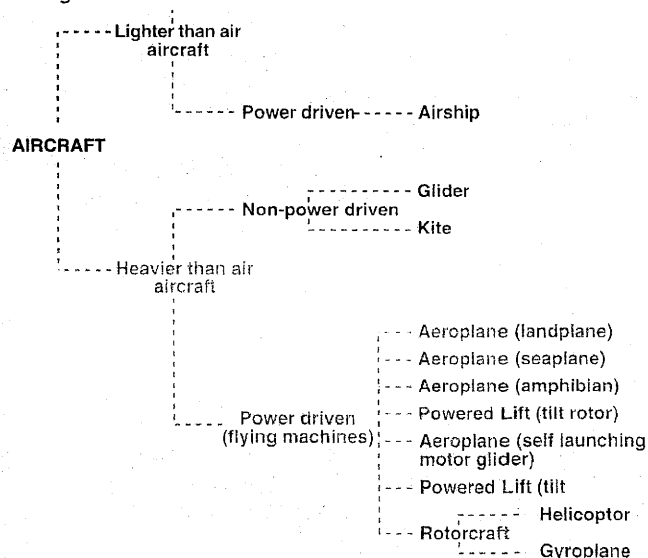 Lighter than air
aircraft
Power driven
Airship
AIRCRAFT
Glider
Non-power driven
Kite
Heavier than air
aircraft
Aeroplane (landplane)
Aeroplane (seaplane)
Aeroplane (amphibian)
Powered Lift (tilt rotor)
Power driven
(flying machines)
Aeroplane (self launching
motor glider)
Powered Lift (tilt
Helicoptor
Rotorcraft
Gyroplane